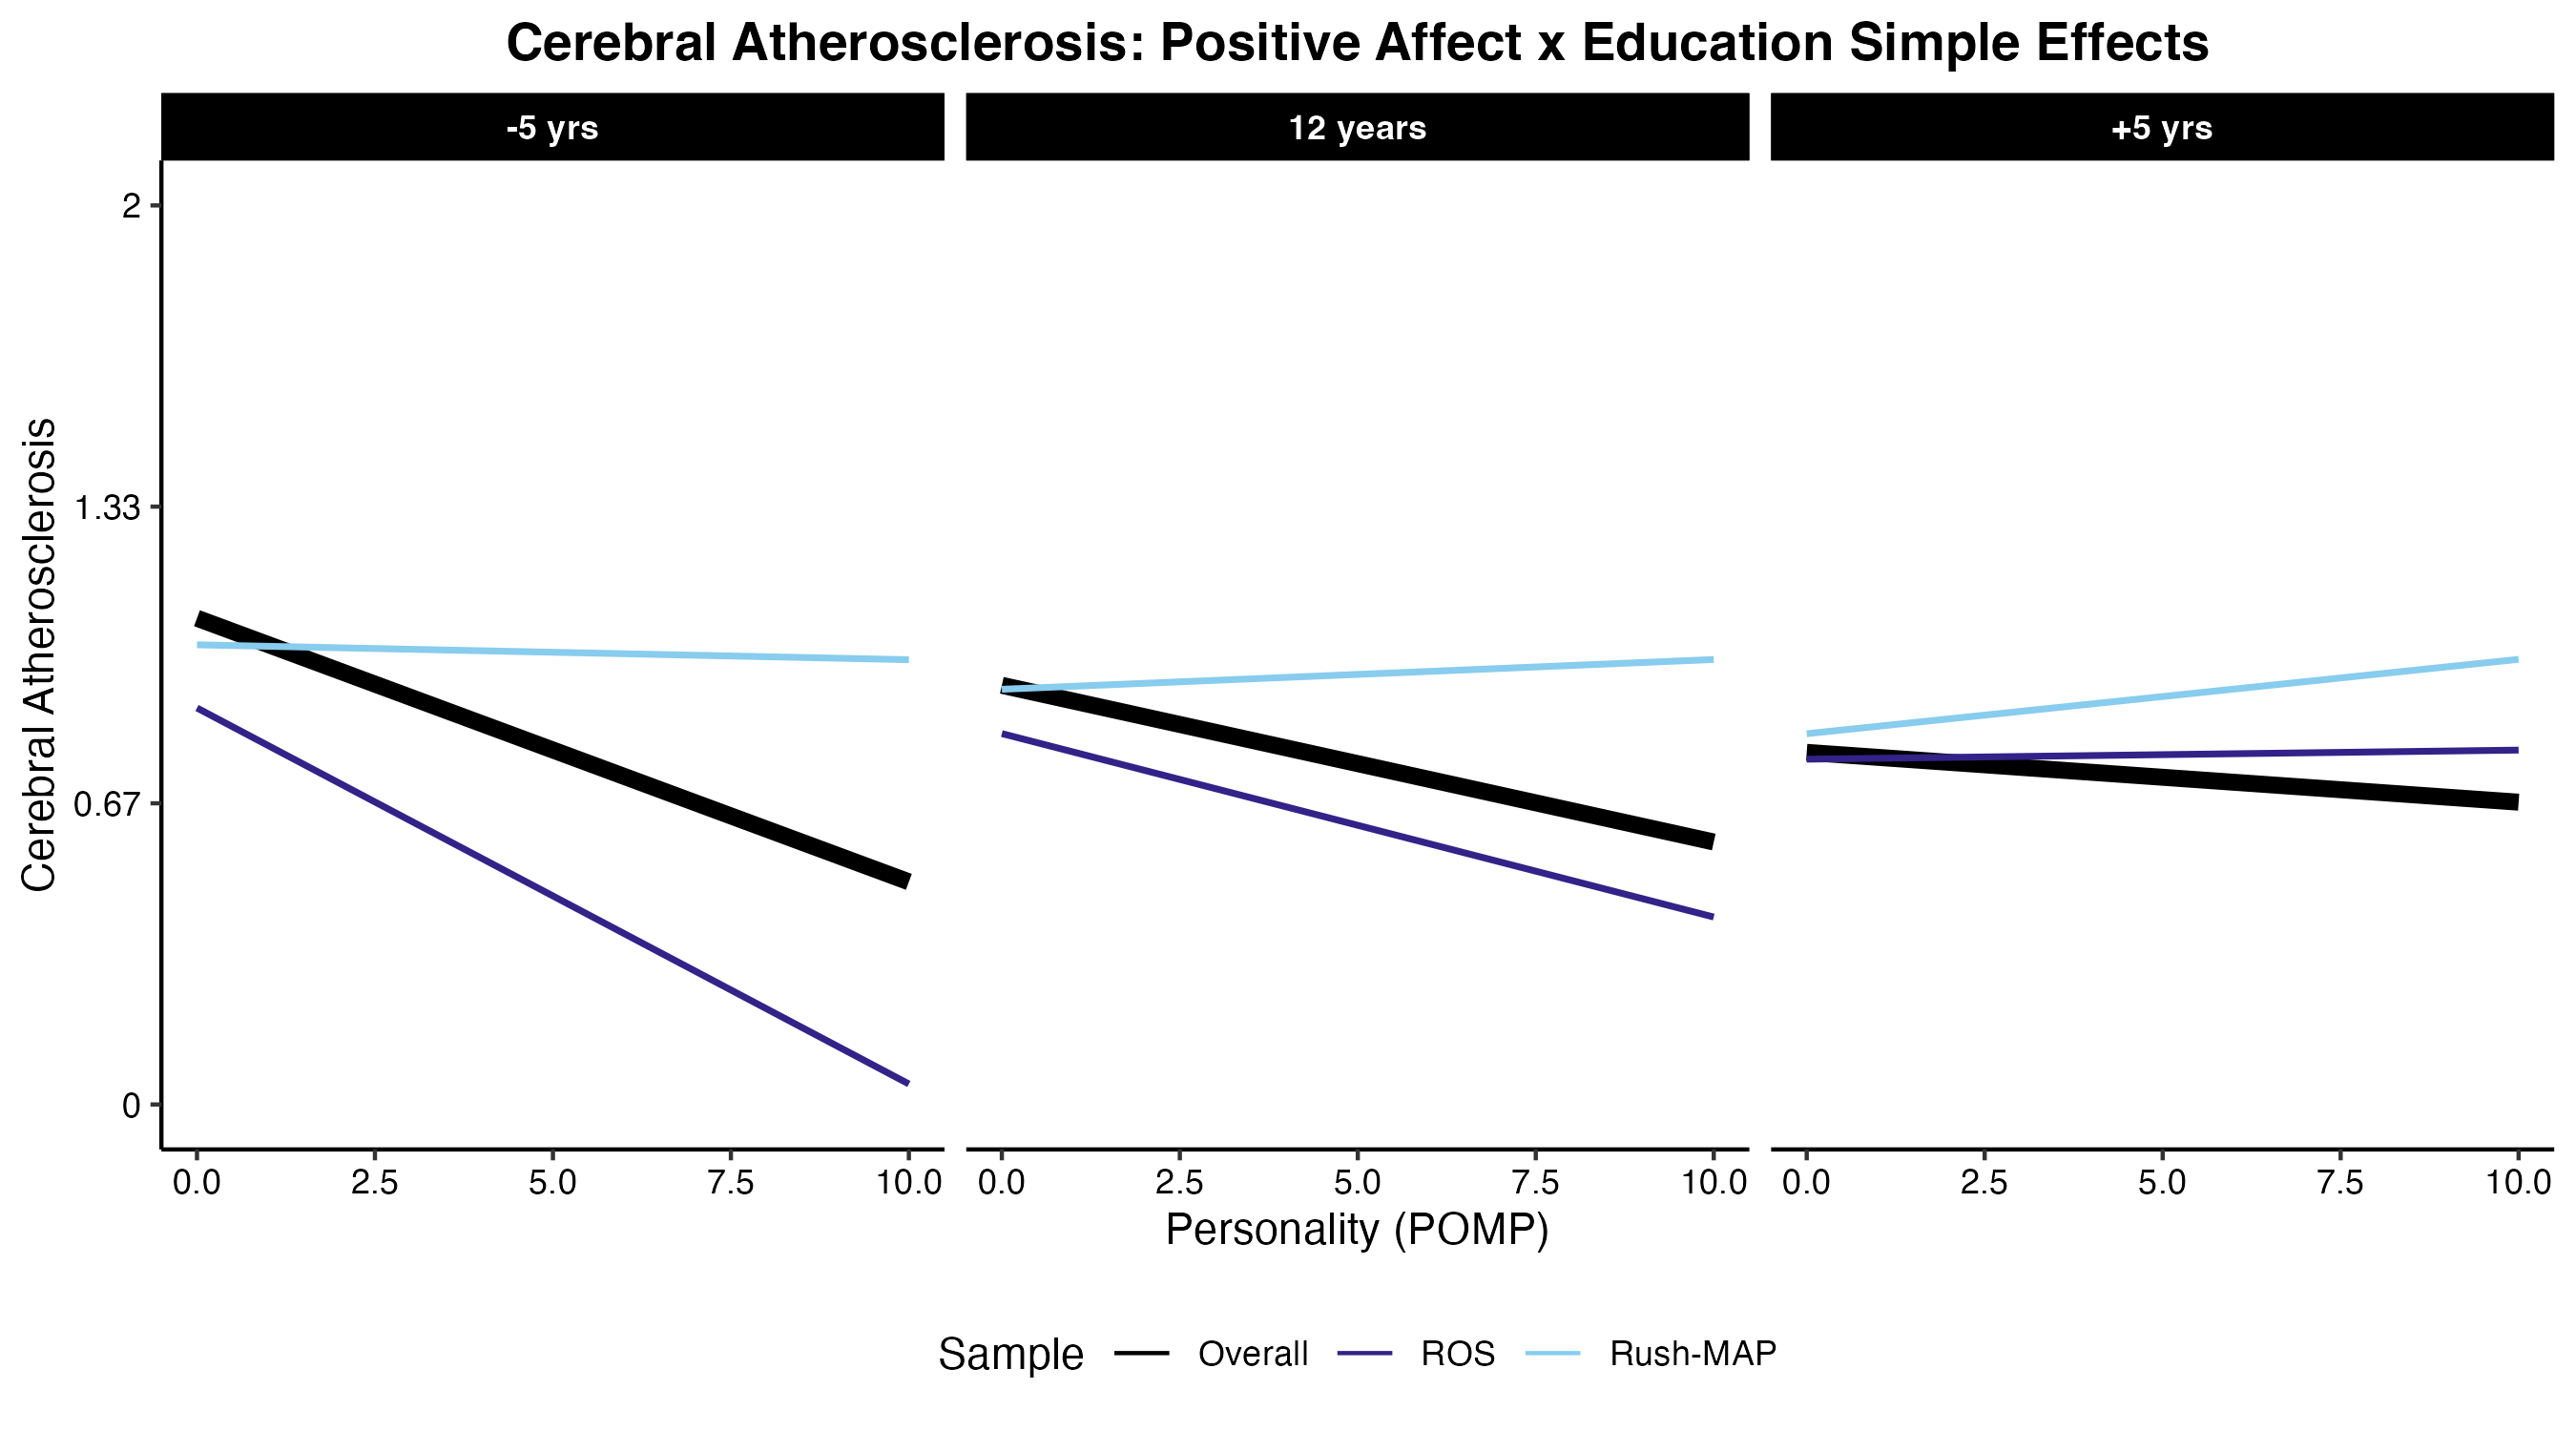 Cerebral Atherosclerosis: Positive Affect x Education Simple Effects
-5 yrs
12 years
+5 yrs
Cerebral Atherosclerosis
2
1.33
0.67
0
0.0 2.5 5.0 7.5 10.0
0.0 2.5 5.0 7.5 10.0
0.0 2.5 5.0 7.5 10.0
Personality (POMP)
Sample Overall ROS Rush-MAP